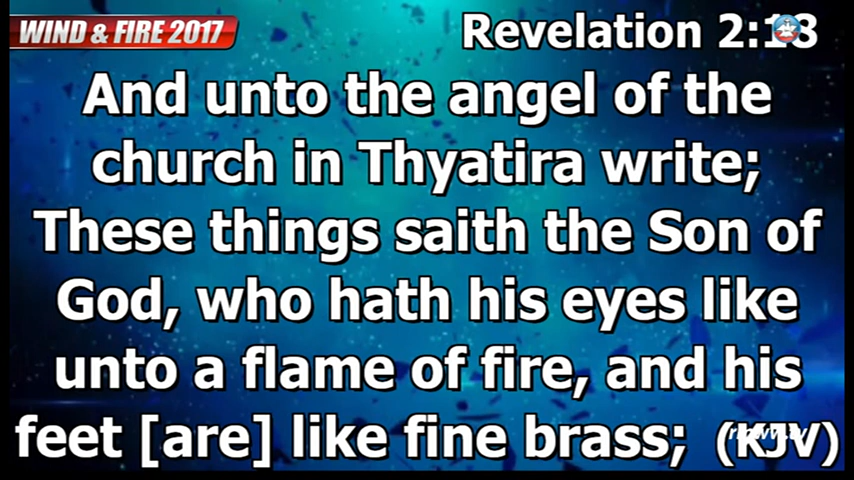 WIND & FIRE 2017
Revelation 2:18
And unto the angel of the
church in Thyatira write;
These things saith the Son of
God, who hath his eyes like
unto a flame of fire, and his
feet [are] like fine brass; (KJV)